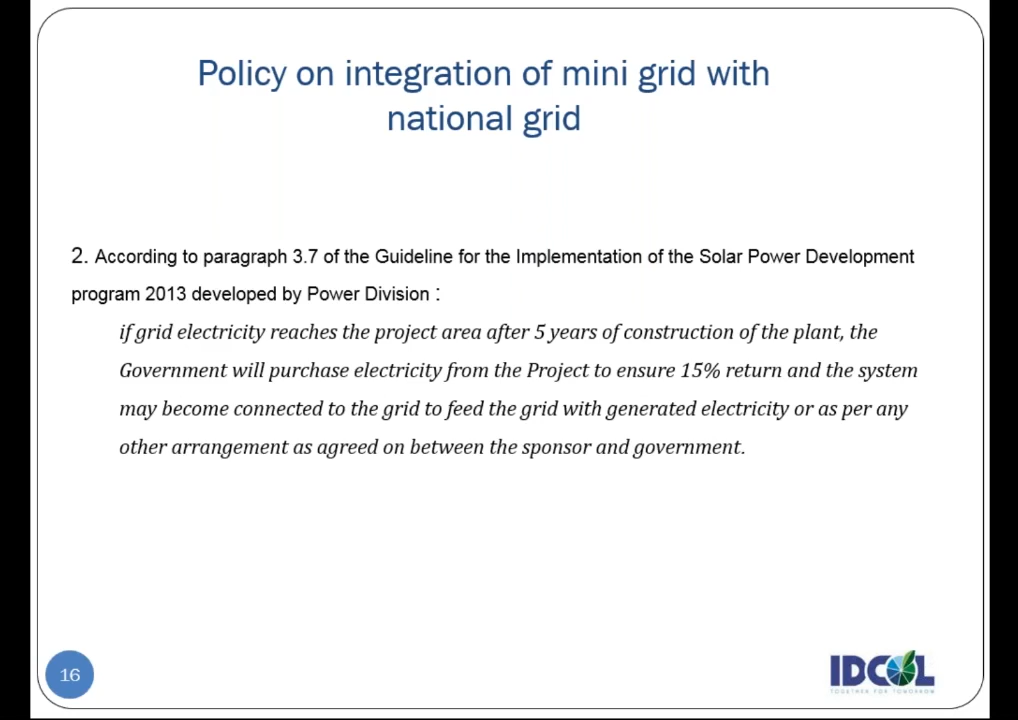 Policy on integration of mini grid with
national grid
2. According to paragraph 3.7 of the Guideline for the Implementation of the Solar Power Development
program 2013 developed by Power Division :
if grid electricity reaches the project area after 5 years of construction of the plant, the
Government will purchase electricity from the Project to ensure 15% return and the system
may become connected to the grid to feed the grid with generated electricity or as per any
other arrangement as agreed on between the sponsor and government.
16
IDCOL
TOGETHER FOR TOMORROW